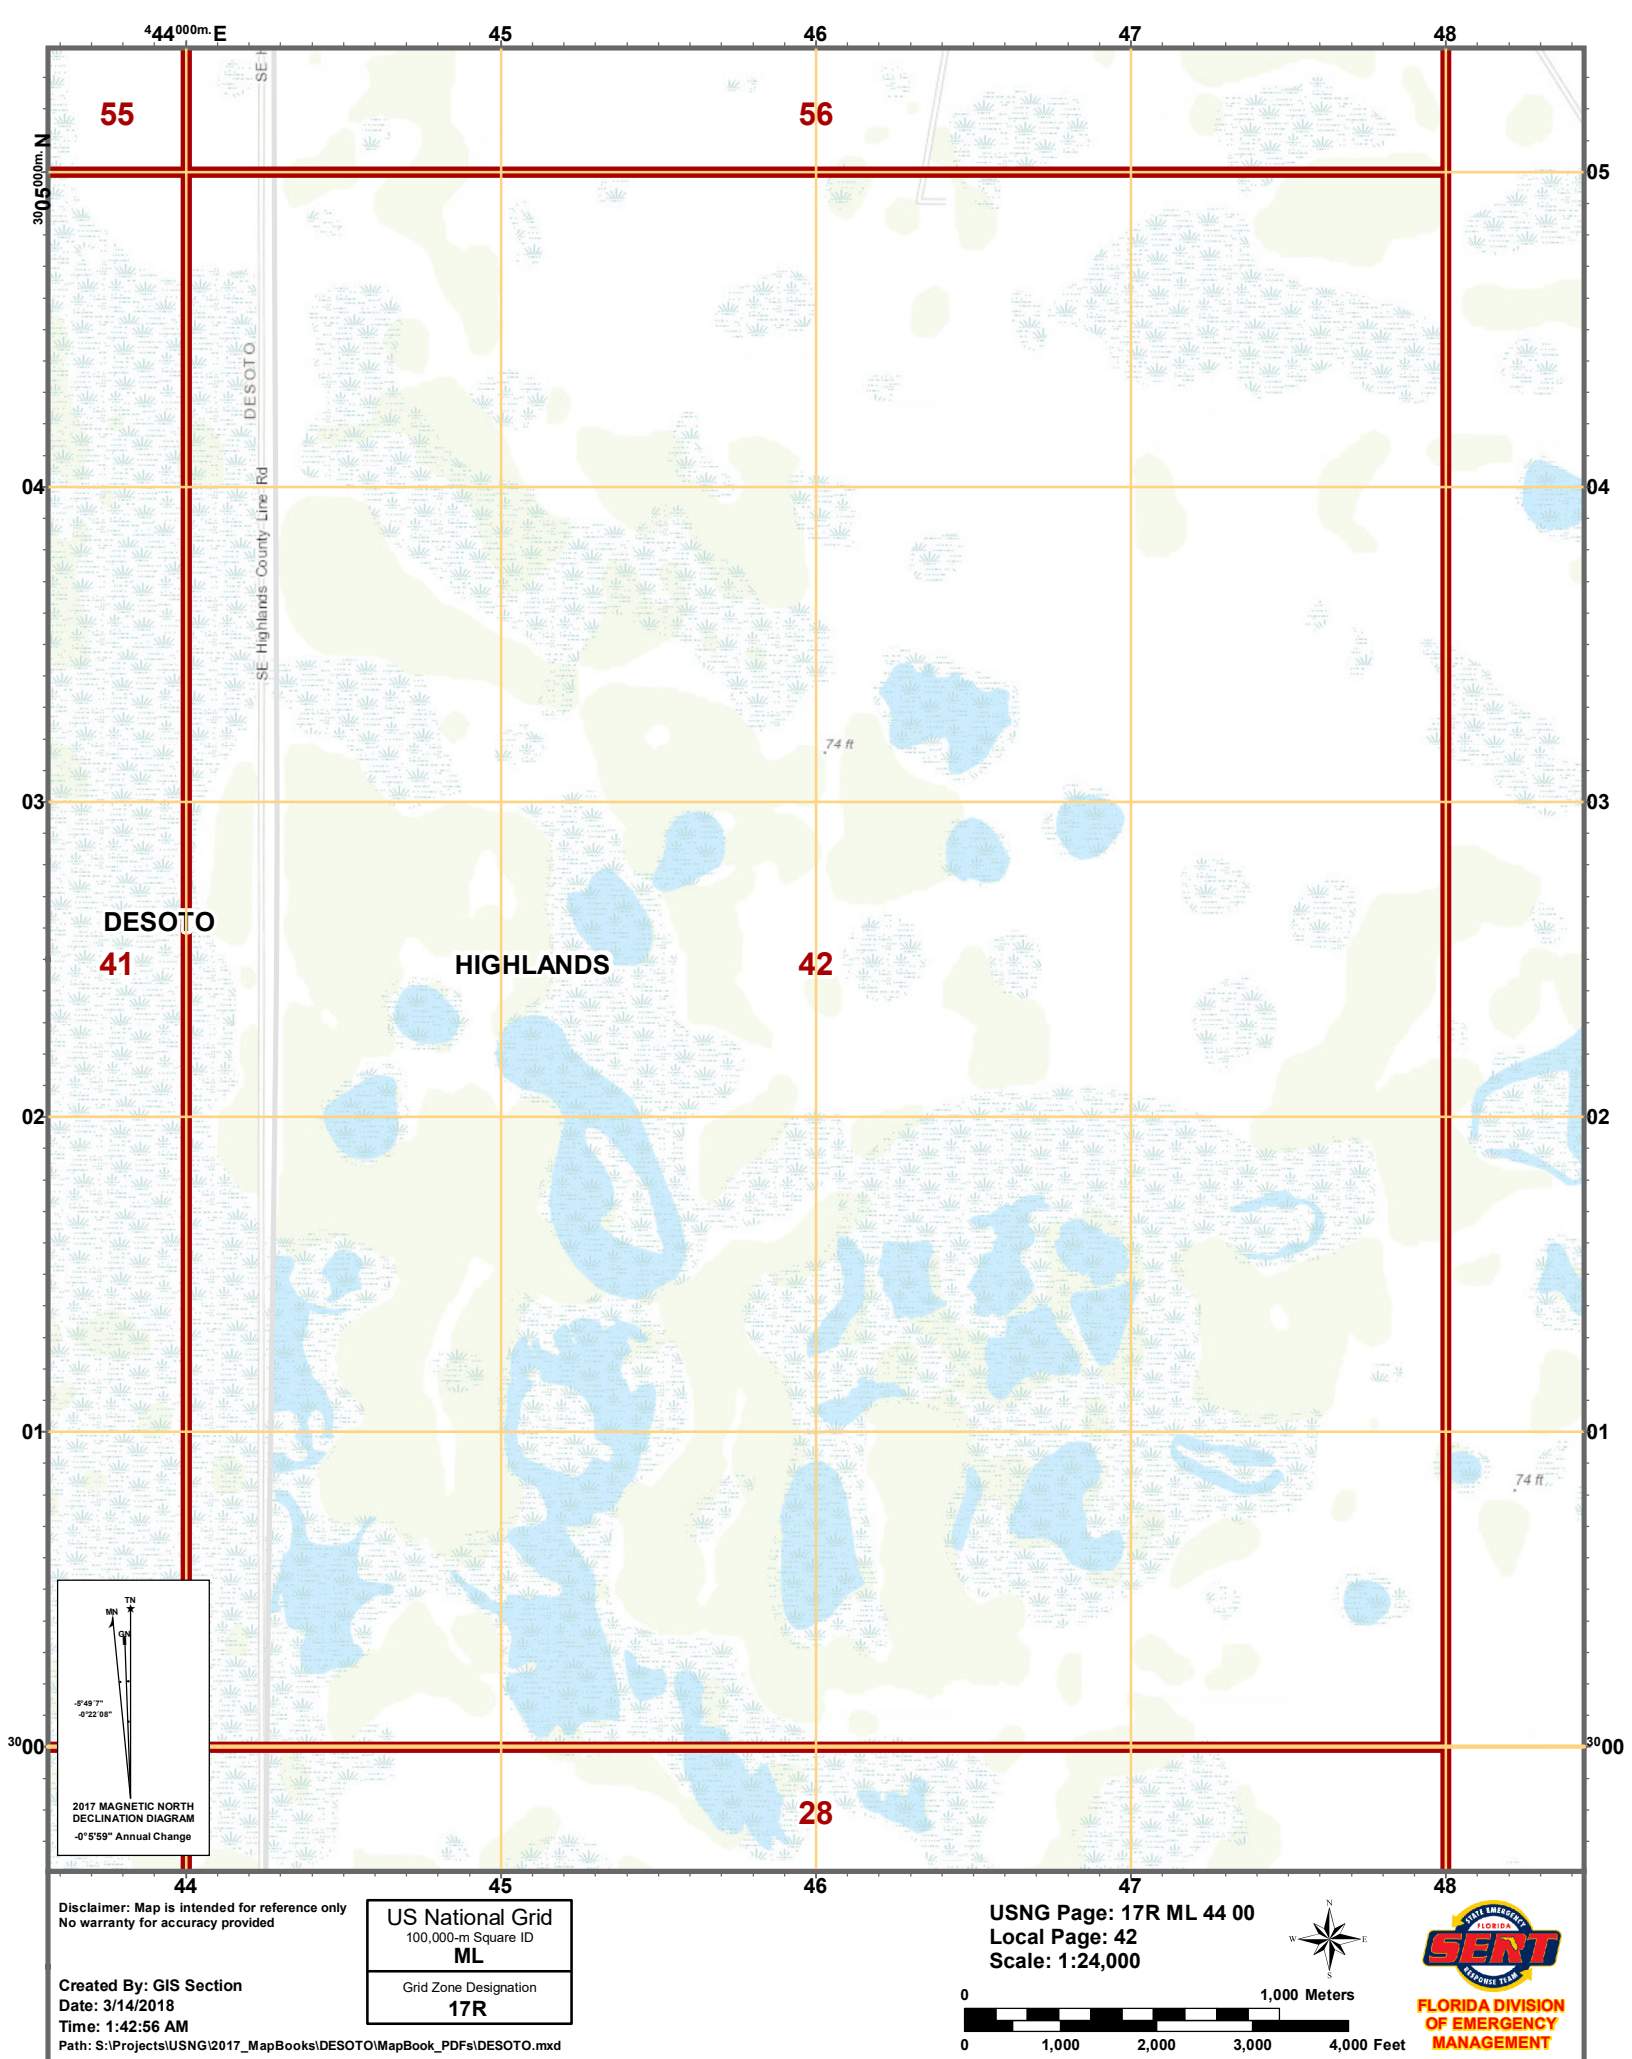 444000m. E 45 46 47 48
SE H
55 56
3005000m. N 05
DESOTO
04 04
SE Highlands County Line Rd
74 ft
03 03
DESOTO
41 HIGHLANDS 42
02 02
01 01
74 ft
TN
MN
GN
-5°49'7"
-0°22'08"
3000 3000
2017 MAGNETIC NORTH
DECLINATION DIAGRAM
-0°5'59" Annual Change
28
44 45 46 47 48
Disclaimer: Map is intended for reference only
No warranty for accuracy provided
Created By: GIS Section
Date: 3/14/2018
Time: 1:42:56 AM
Path: S:\Projects\USNG\2017_MapBooks\DESOTO\MapBook_PDFs\DESOTO.mxd
US National Grid
100,000-m Square ID
ML
Grid Zone Designation
17R
USNG Page: 17R ML 44 00
Local Page: 42
Scale: 1:24,000
N
W E
S
0 1,000 Meters
0 1,000 2,000 3,000 4,000 Feet
STATE EMERGENCY
FLORIDA
SERT
RESPONSE TEAM
FLORIDA DIVISION
OF EMERGENCY
MANAGEMENT